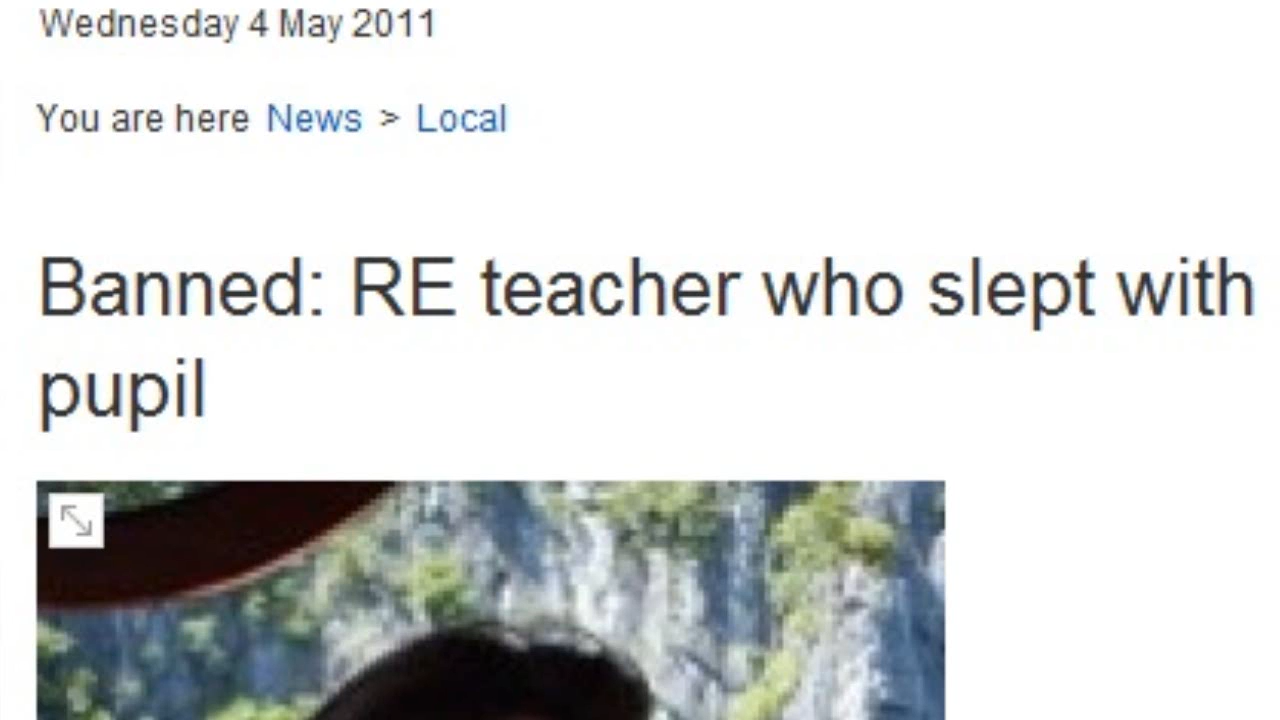 Wednesday 4 May 2011
You are here News > Local
Banned: RE teacher who slept with
pupil